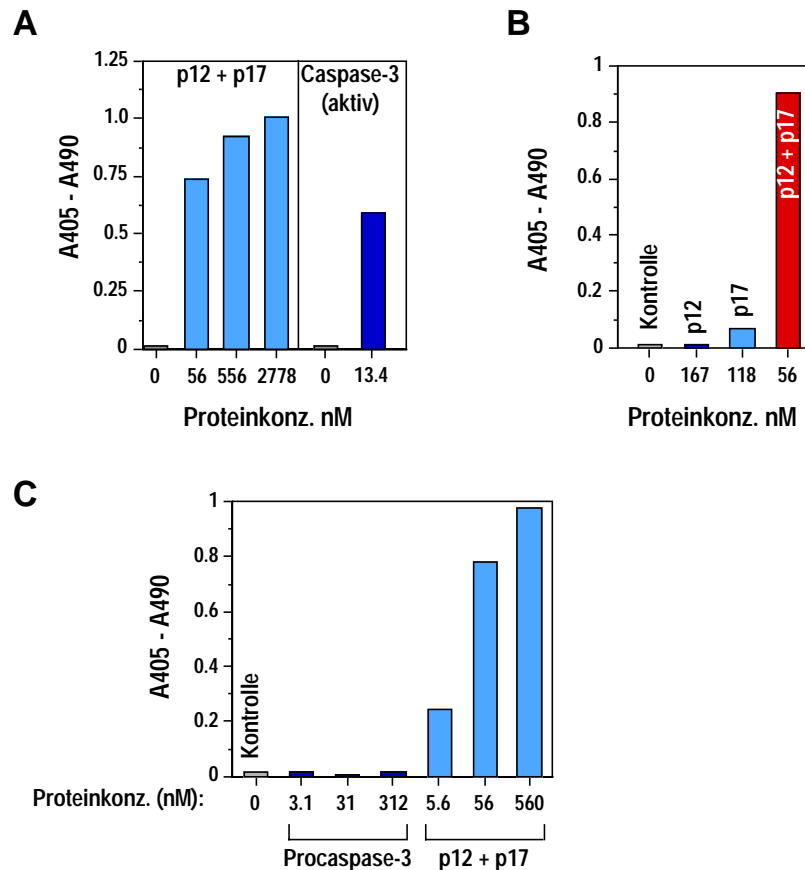 A
A405 - A490
1.25
1.0
0.75
0.5
0.25
0
p12 + p17
Caspase-3
(aktiv)
0 56 556 2778 0 13.4
Proteinkonz. nM
B
A405 - A490
1
0.8
0.6
0.4
0.2
0
Kontrolle
p12
p17
p12 + p17
0 167 118 56
Proteinkonz. nM
C
A405 - A490
1
0.8
0.6
0.4
0.2
0
Kontrolle
Proteinkonz. (nM): 0 3.1 31 312 5.6 56 560
Procaspase-3 p12 + p17